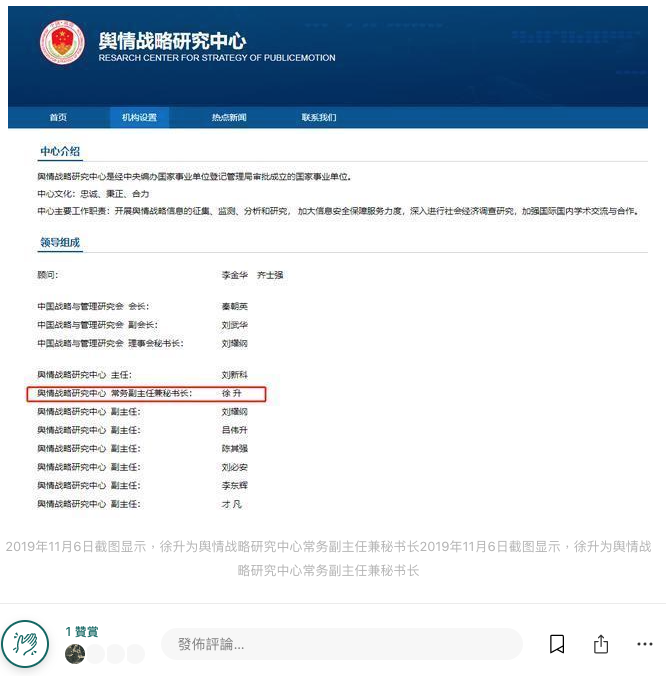 舆情战略研究中心
RESARCH CENTER FOR STRATEGY OF PUBLICEMOTION
首页 机构设置 热点新闻 联系我们
中心介绍
舆情战略研究中心是经中央编办国家事业单位登记管理局审批成立的国家事业单位。
中心文化：忠诚、秉正、合力
中心主要工作职责：开展舆情战略信息的征集、监测、分析和研究， 加大信息安全保障服务力度，深入进行社会经济调查研究，加强国际国内学术交流与合作。
领导组成
顾问： 李金华 齐士强
中国战略与管理研究会 会长： 秦朝英
中国战略与管理研究会 副会长： 刘武华
中国战略与管理研究会 理事会秘书长： 刘耀纲
舆情战略研究中心 主任： 刘新科
舆情战略研究中心 常务副主任兼秘书长： 徐 升
舆情战略研究中心 副主任： 刘耀纲
舆情战略研究中心 副主任： 吕伟升
舆情战略研究中心 副主任： 陈其强
舆情战略研究中心 副主任： 刘必安
舆情战略研究中心 副主任： 李东辉
舆情战略研究中心 副主任： 才 凡
2019年11月6日截图显示，徐升为舆情战略研究中心常务副主任兼秘书长2019年11月6日截图显示，徐升为舆情战
略研究中心常务副主任兼秘书长
1 贊賞
發佈評論…